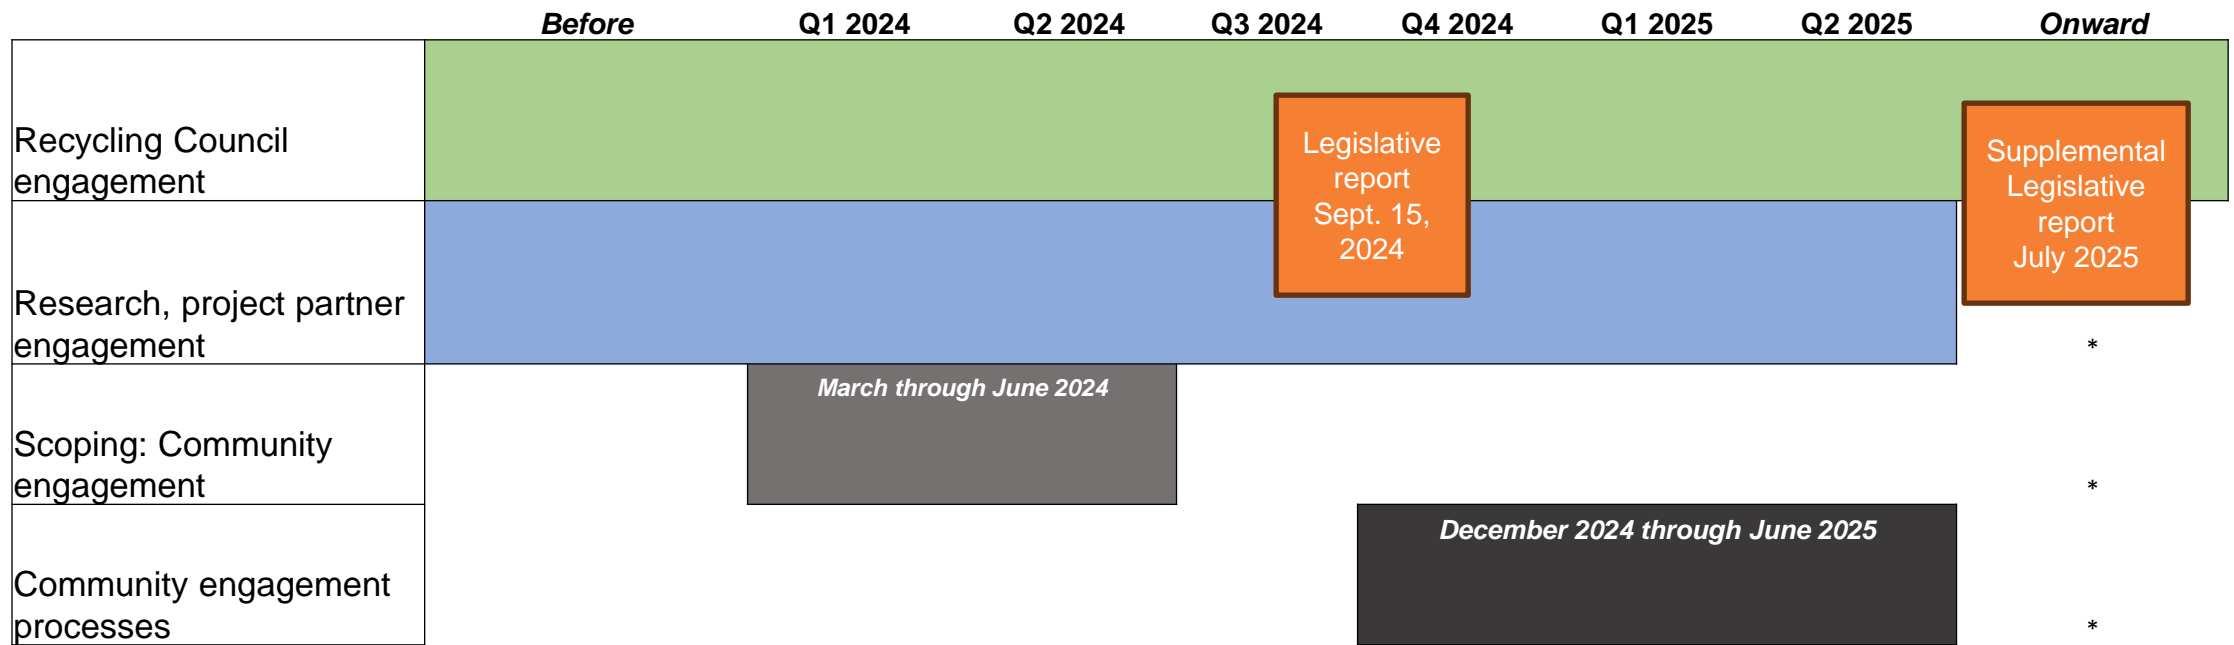 Before Q1 2024 Q2 2024 Q3 2024 Q4 2024 Q1 2025 Q2 2025 Onward
Recycling Council
engagement
Legislative
report
Sept. 15,
2024
Supplemental
Legislative
report
July 2025
Research, project partner
engagement
*
Scoping: Community
engagement
March through June 2024
*
Community engagement
processes
December 2024 through June 2025
*